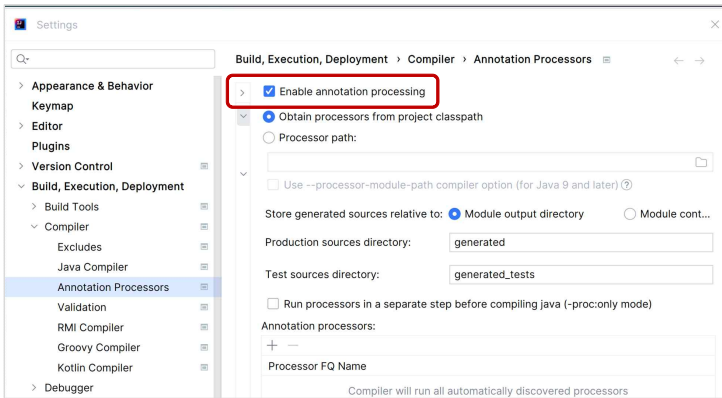 Settings
Build, Execution, Deployment › Compiler › Annotation Processors
Appearance & Behavior
Keymap
Editor
Plugins
Version Control
Build, Execution, Deployment
Build Tools
Compiler
Excludes
Java Compiler
Annotation Processors
Validation
RMI Compiler
Groovy Compiler
Kotlin Compiler
Debugger
Enable annotation processing
Obtain processors from project classpath
Processor path:
Use --processor-module-path compiler option (for Java 9 and later) ?
Store generated sources relative to: Module output directory Module cont...
Production sources directory: generated
Test sources directory: generated_tests
Run processors in a separate step before compiling java (-proc:only mode)
Annotation processors:
Processor FQ Name
Compiler will run all automatically discovered processors